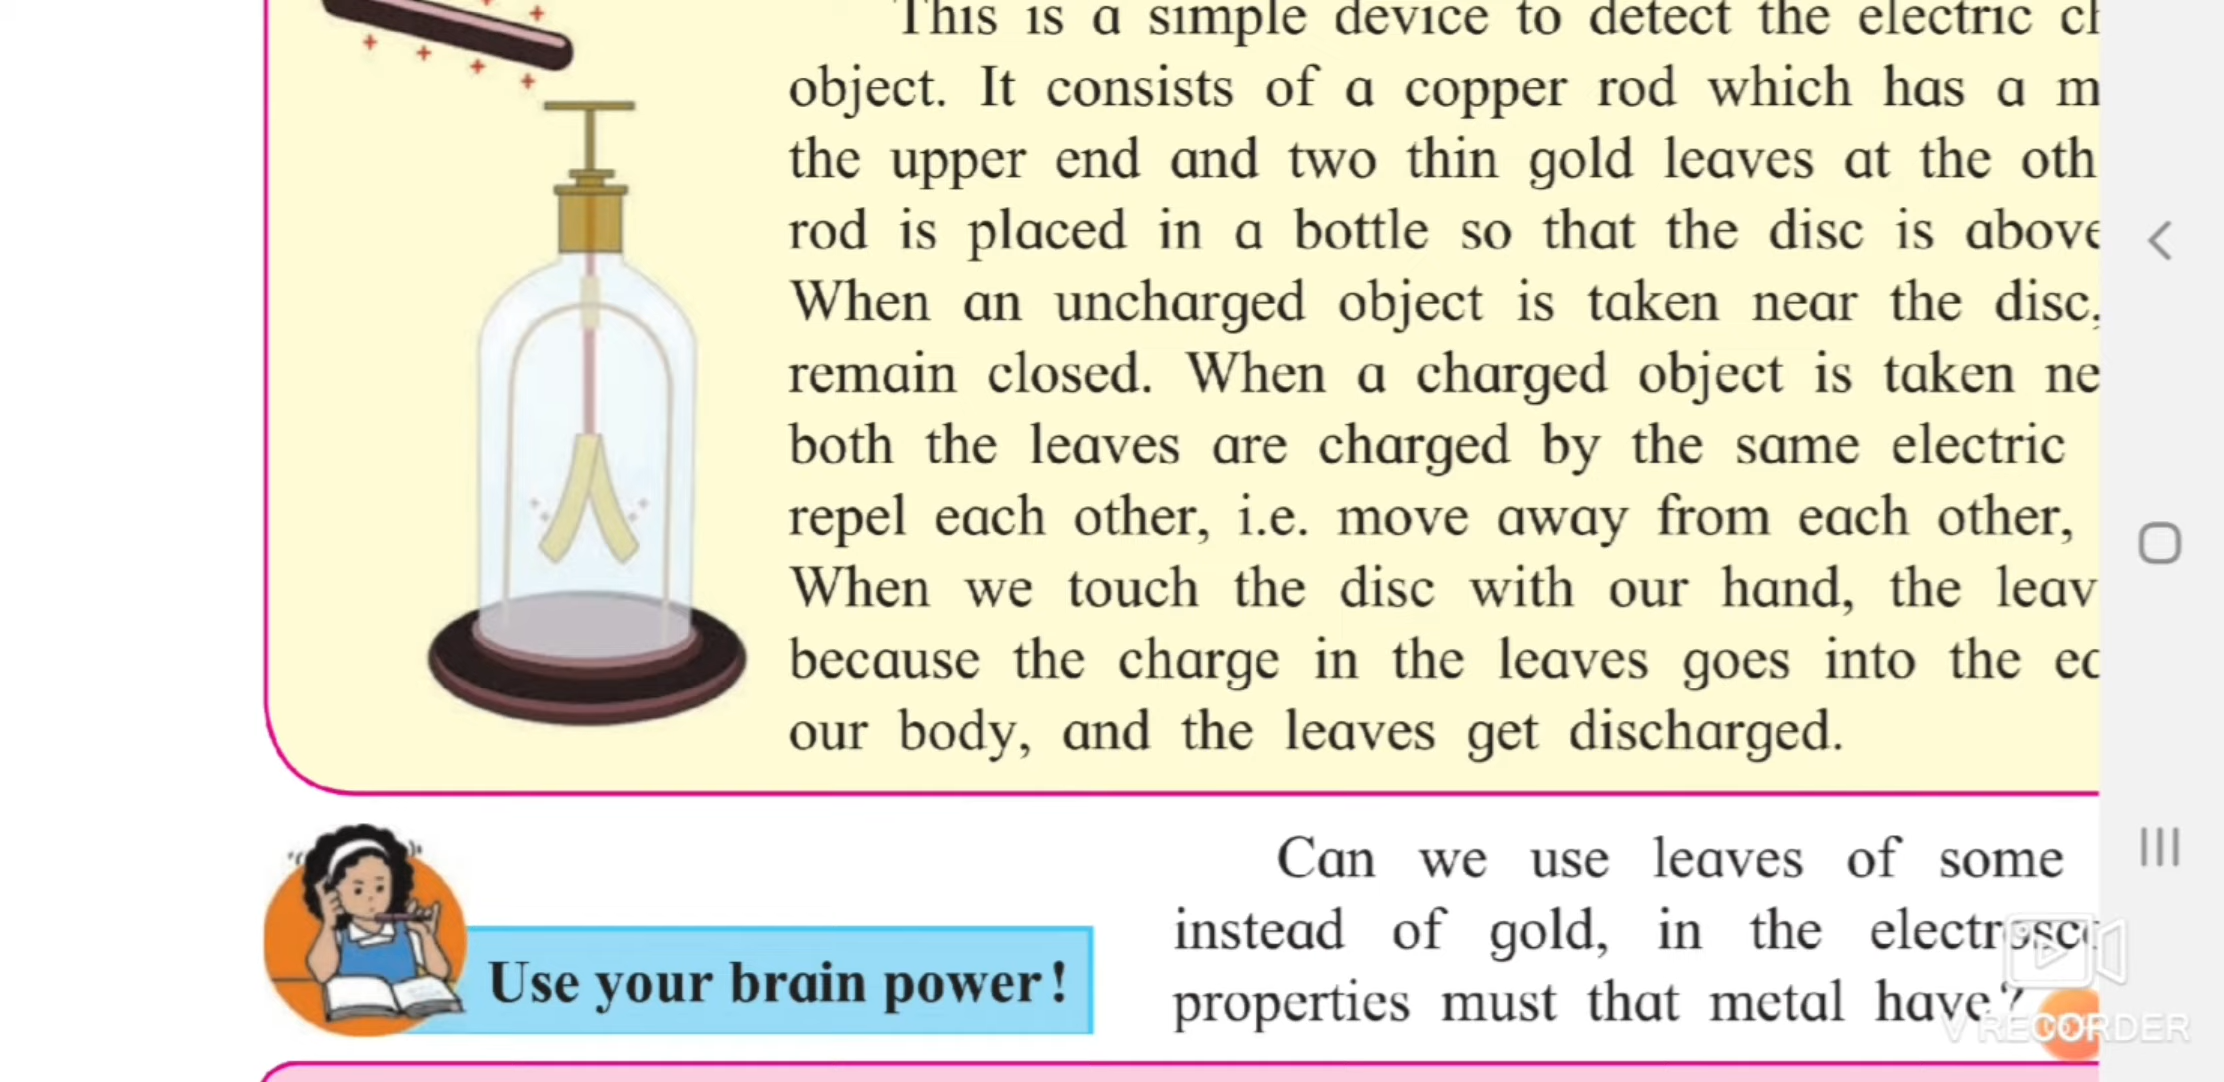 This is a simple device to detect the electric
object. It consists of a copper rod which has a
the upper end and two thin gold leaves at the
rod is placed in a bottle so that the disc is above
When an uncharged object is taken near the disc,
remain closed. When a charged object is taken
both the leaves are charged by the same electric
repel each other, i.e. move away from each other,
When we touch the disc with our hand, the
because the charge in the leaves goes into the
our body, and the leaves get discharged.
Can we use leaves of some
instead of gold, in the
properties must that metal have?
Use your brain power!
V RECORDER